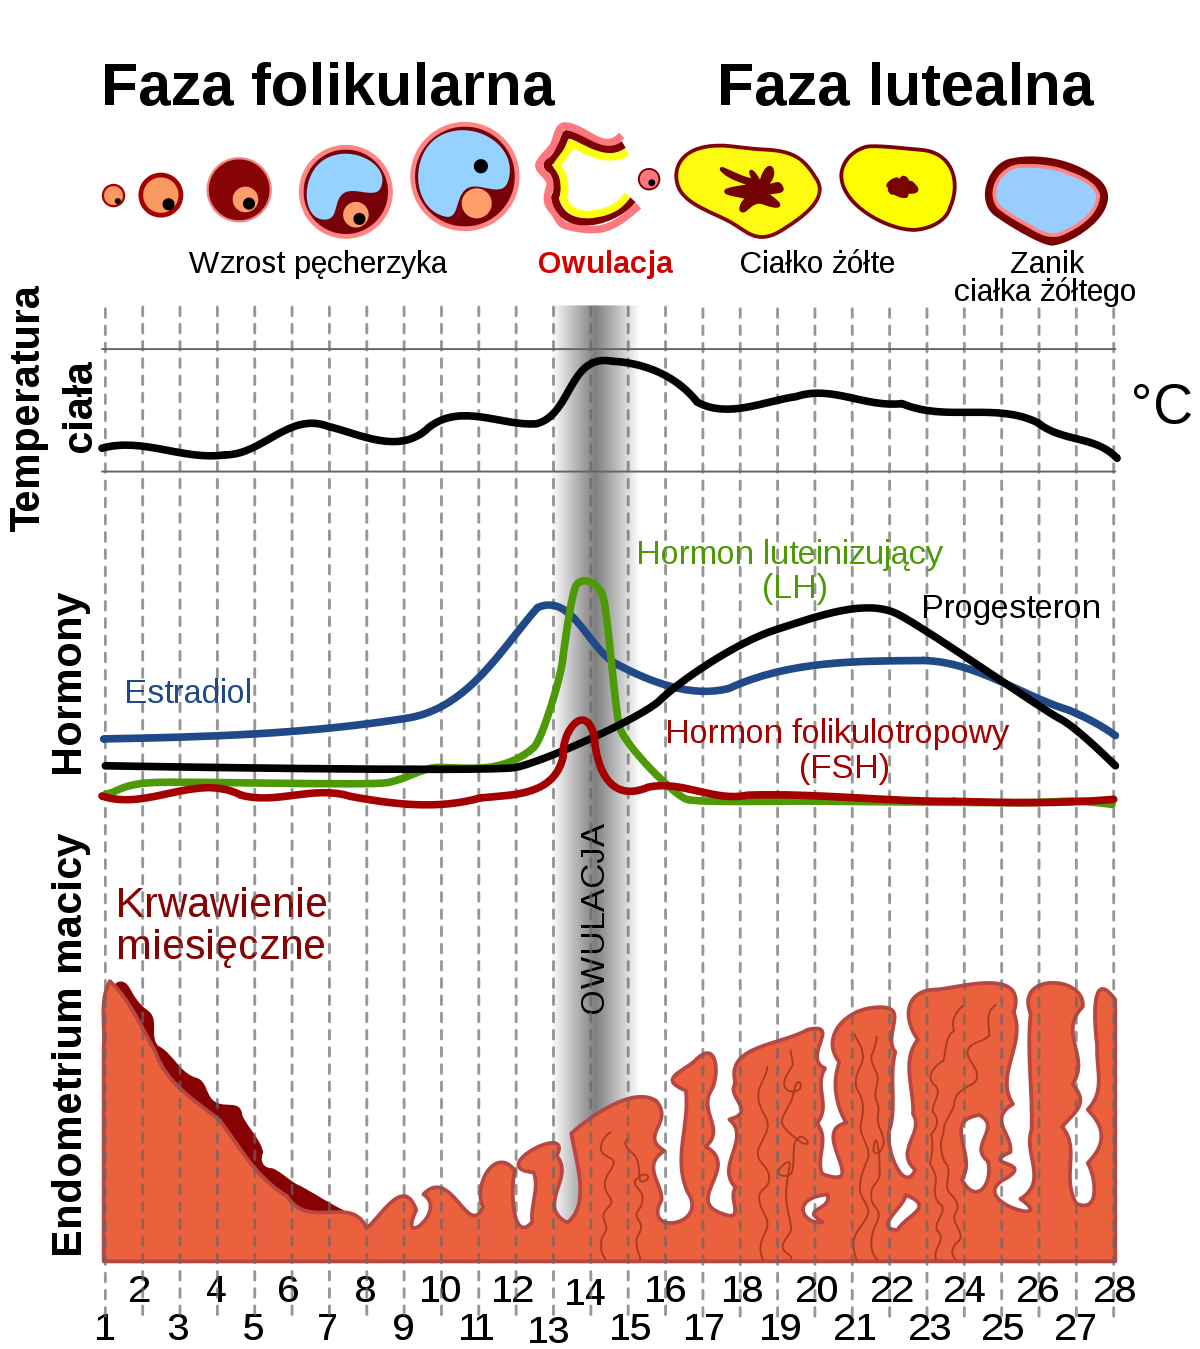 Faza folikularna
Faza lutealna
Wzrost pęcherzyka
Owulacja
Ciałko żółte
Zanik
ciałka żółtego
Temperatura
ciała
°C
Hormon luteinizujący
(LH)
Progesteron
Estradiol
Hormony
Hormon folikulotropowy
(FSH)
OWULACJA
Krwawienie
miesięczne
Endometrium macicy
2 4 6 8 10 12 14 16 18 20 22 24 26 28
1 3 5 7 9 11 13 15 17 19 21 23 25 27